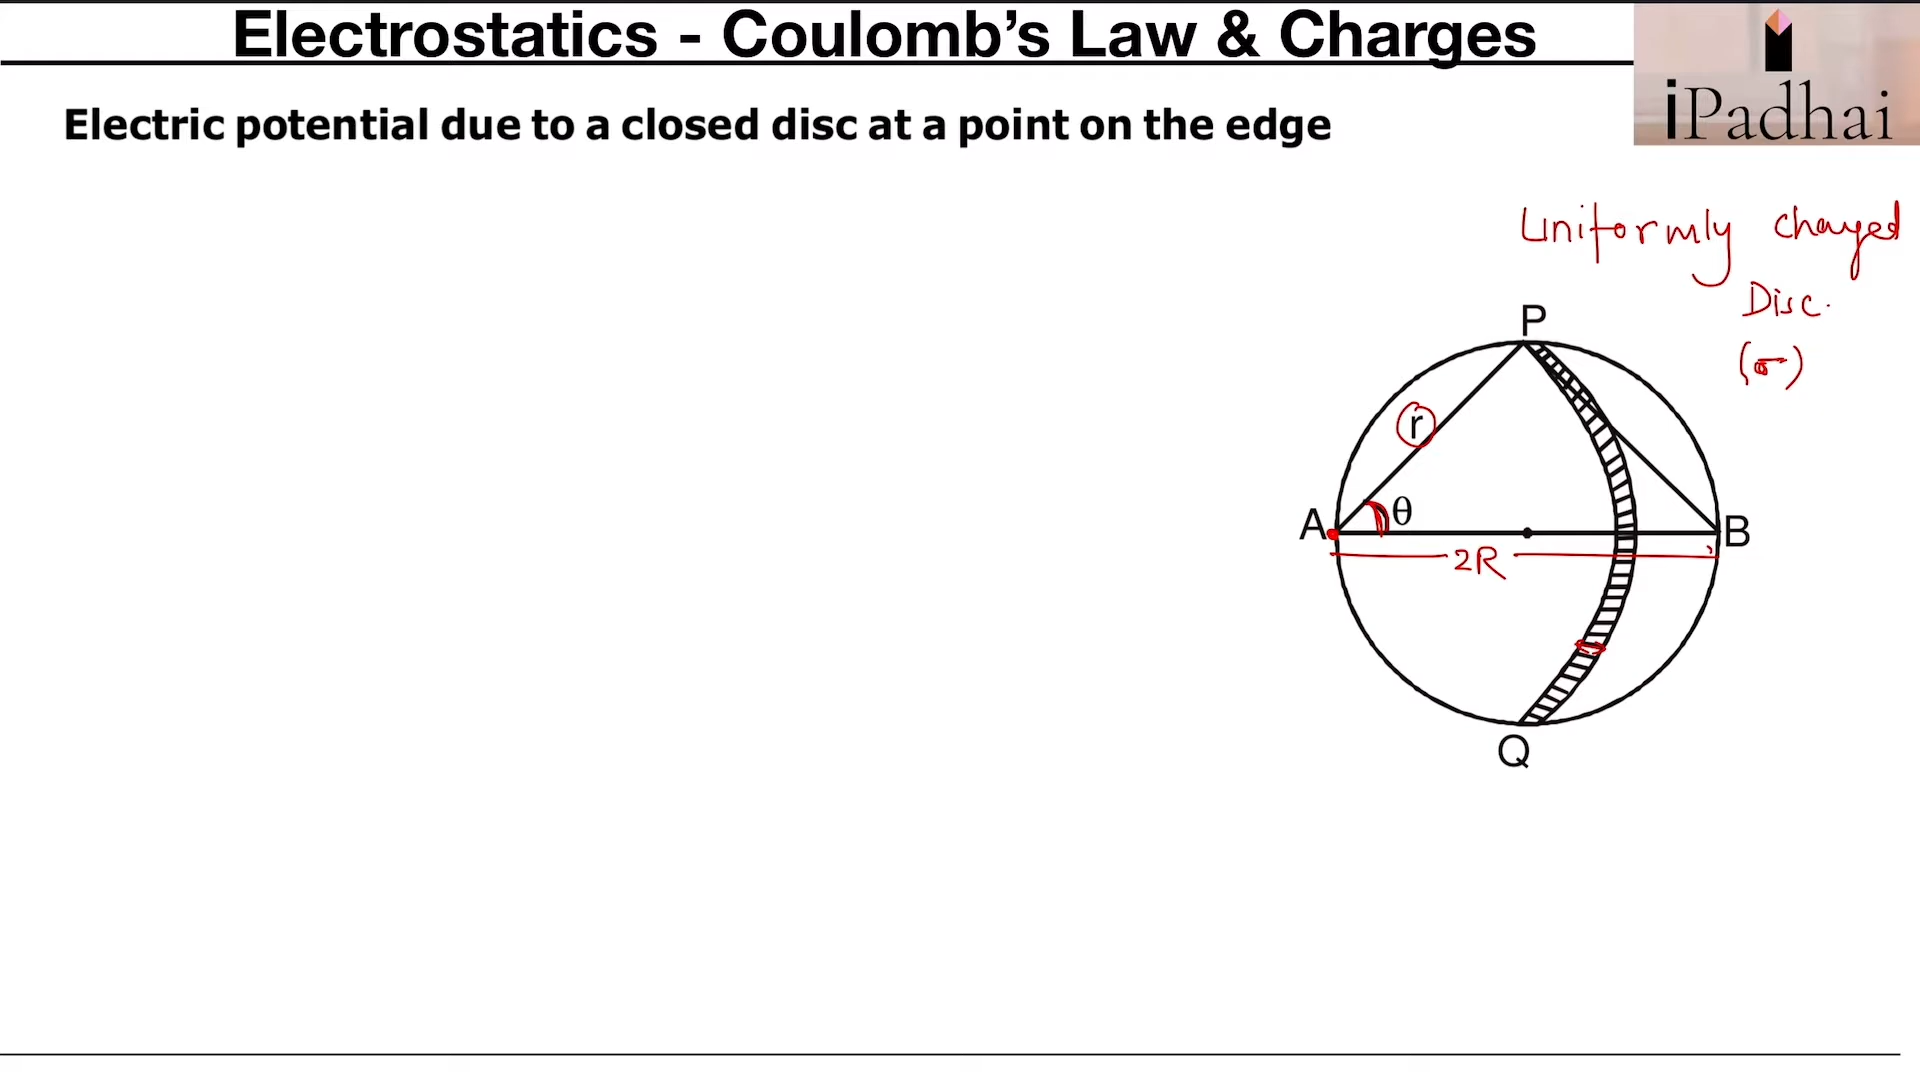 Electrostatics - Coulomb's Law & Charges
iPadhai
Electric potential due to a closed disc at a point on the edge
Uniformly charged
Disc.
(σ)
P
r
A
θ
B
2R
Q